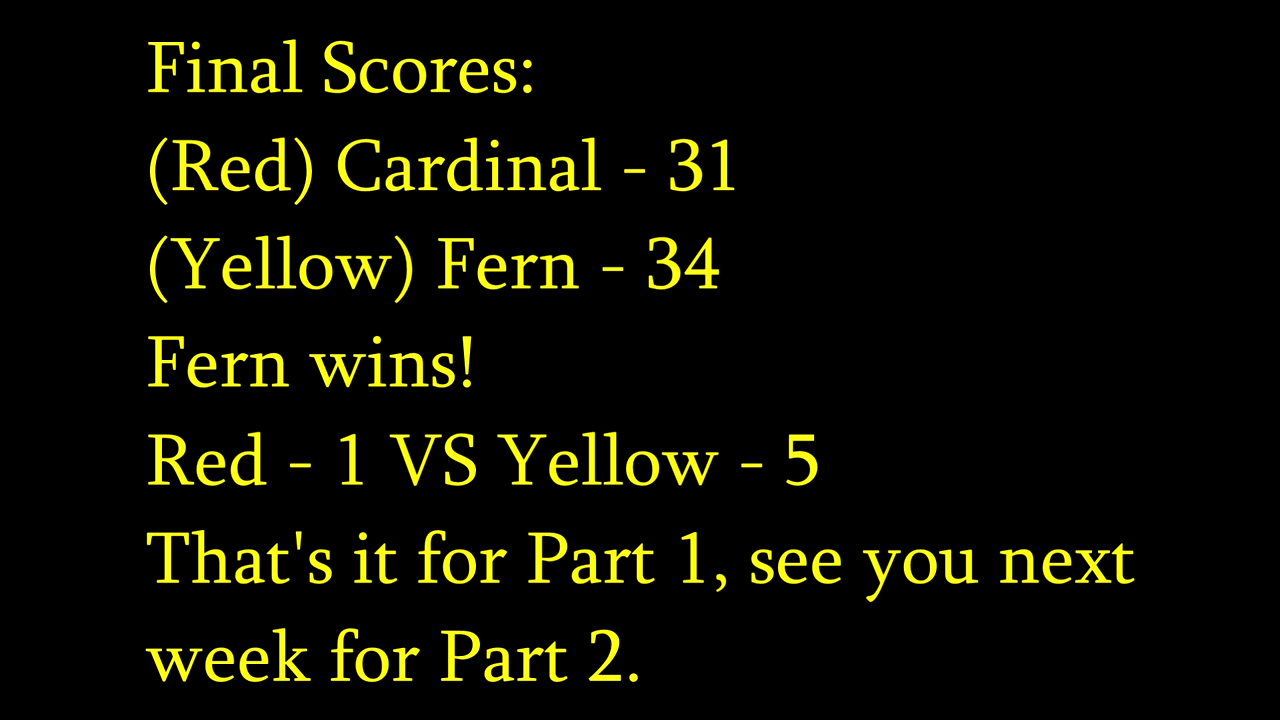 Final Scores:
(Red) Cardinal - 31
(Yellow) Fern - 34
Fern wins!
Red - 1 VS Yellow - 5
That's it for Part 1, see you next
week for Part 2.